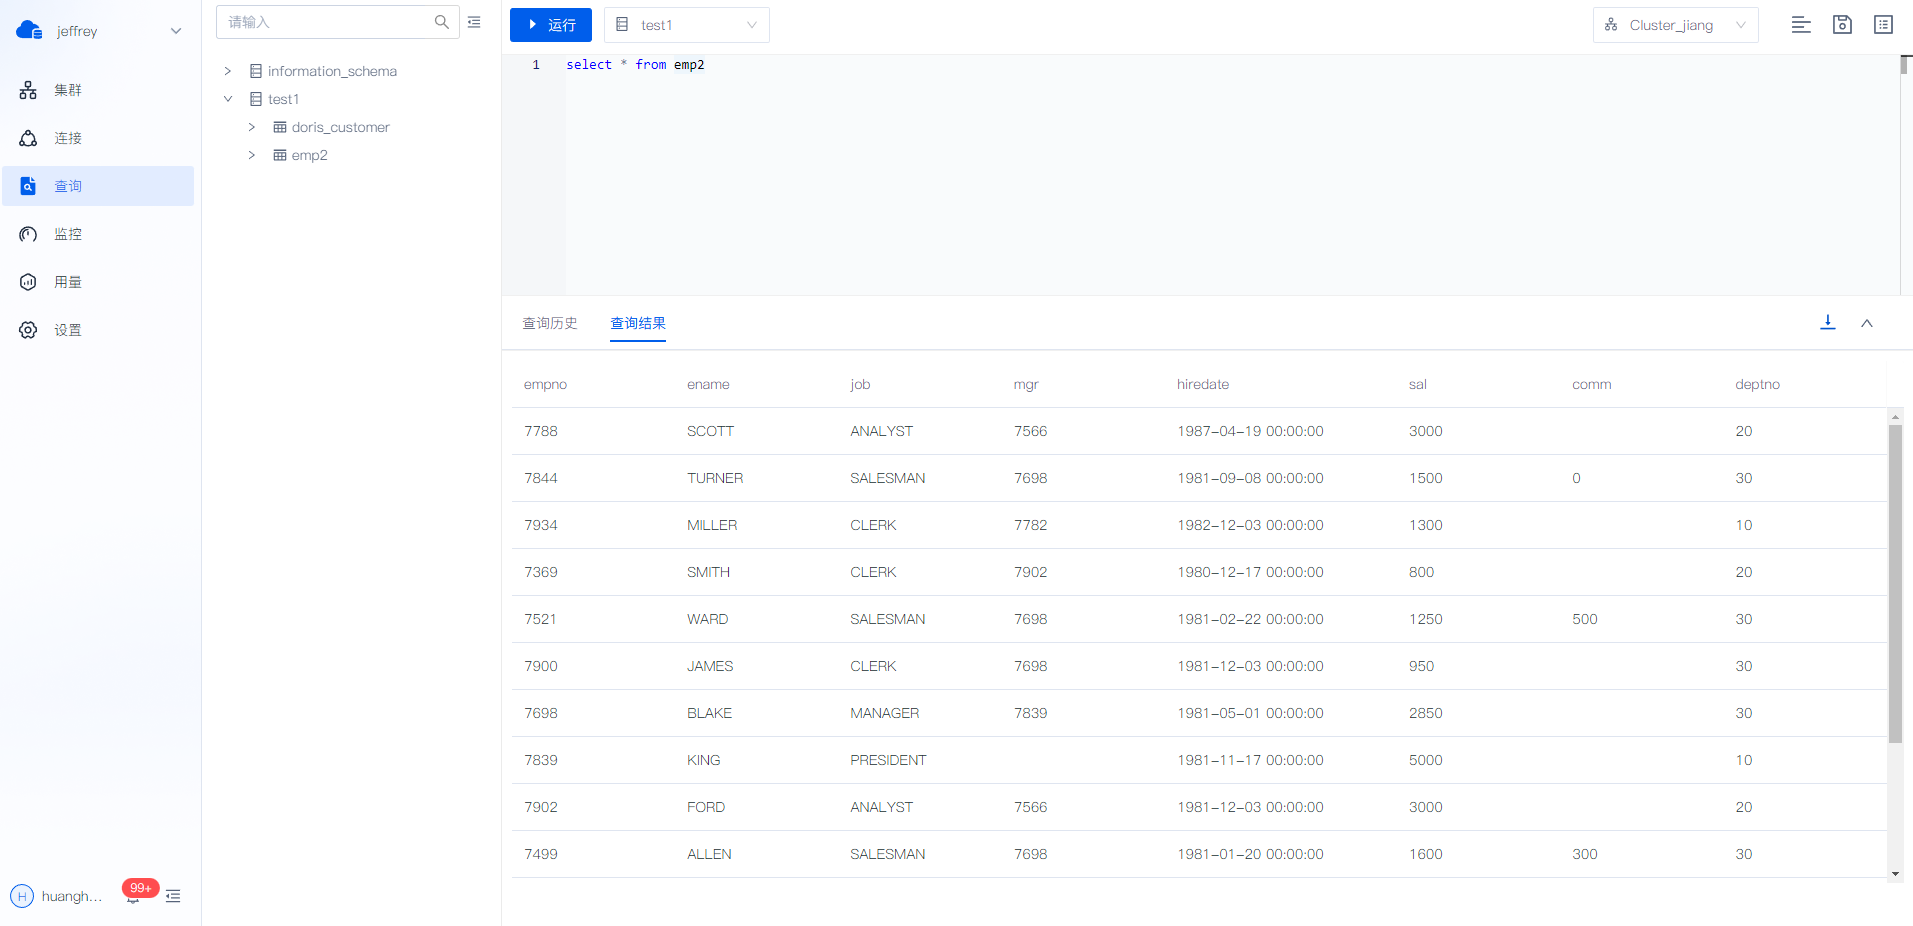 jeffrey
集群
连接
查询
监控
用量
设置
huangh...
99+
H
请输入
information_schema
test1
doris_customer
emp2
运行
test1
Cluster_jiang
1 select * from emp2
查询历史 查询结果
empno ename job mgr hiredate sal comm deptno
7788 SCOTT ANALYST 7566 1987-04-19 00:00:00 3000 20
7844 TURNER SALESMAN 7698 1981-09-08 00:00:00 1500 0 30
7934 MILLER CLERK 7782 1982-12-03 00:00:00 1300 10
7369 SMITH CLERK 7902 1980-12-17 00:00:00 800 20
7521 WARD SALESMAN 7698 1981-02-22 00:00:00 1250 500 30
7900 JAMES CLERK 7698 1981-12-03 00:00:00 950 30
7698 BLAKE MANAGER 7839 1981-05-01 00:00:00 2850 30
7839 KING PRESIDENT 1981-11-17 00:00:00 5000 10
7902 FORD ANALYST 7566 1981-12-03 00:00:00 3000 20
7499 ALLEN SALESMAN 7698 1981-01-20 00:00:00 1600 300 30